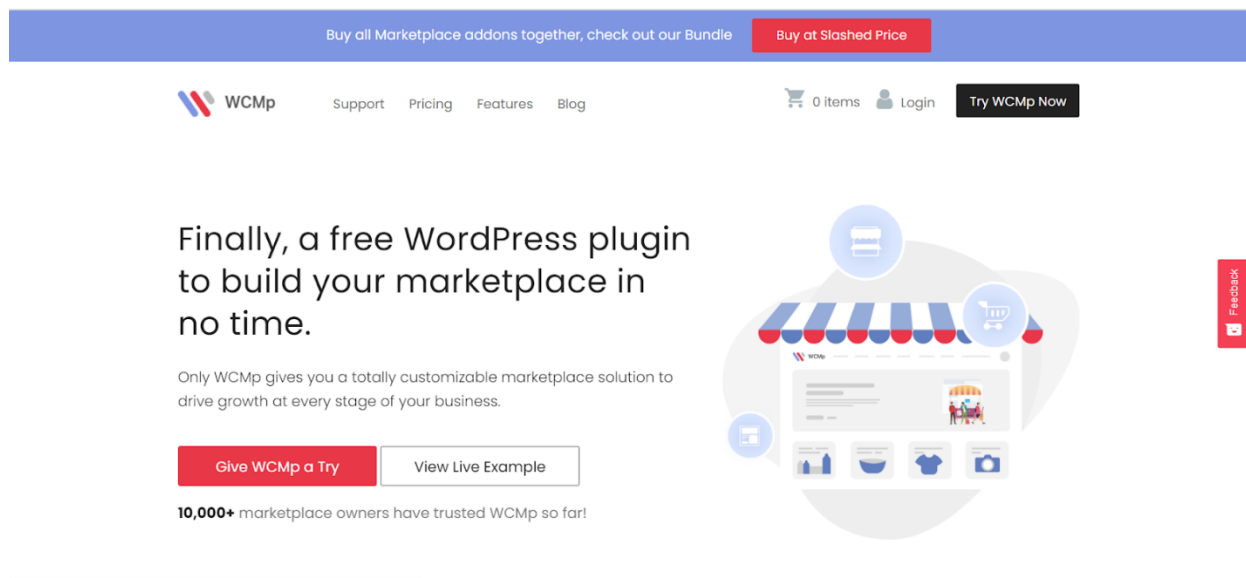 Buy all Marketplace addons together, check out our Bundle
Buy at Slashed Price
WCMp
Support
Pricing
Features
Blog
0 items
Login
Try WCMp Now
Finally, a free WordPress plugin
to build your marketplace in
no time.
Only WCMp gives you a totally customizable marketplace solution to
drive growth at every stage of your business.
Give WCMp a Try
View Live Example
10,000+ marketplace owners have trusted WCMp so far!
WCMp
Feedback